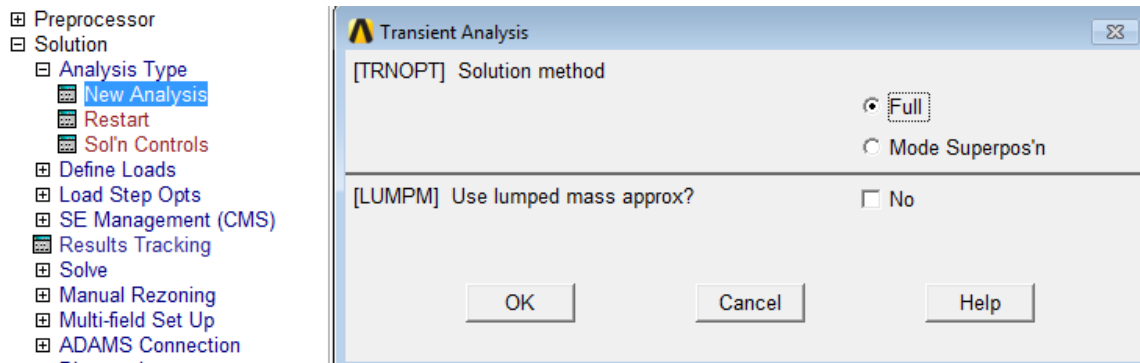 Preprocessor
Solution
Analysis Type
New Analysis
Restart
Sol'n Controls
Define Loads
Load Step Opts
SE Management (CMS)
Results Tracking
Solve
Manual Rezoning
Multi-field Set Up
ADAMS Connection
Transient Analysis
[TRNOPT] Solution method
Full
Mode Superpos'n
[LUMPM] Use lumped mass approx?
No
OK Cancel Help